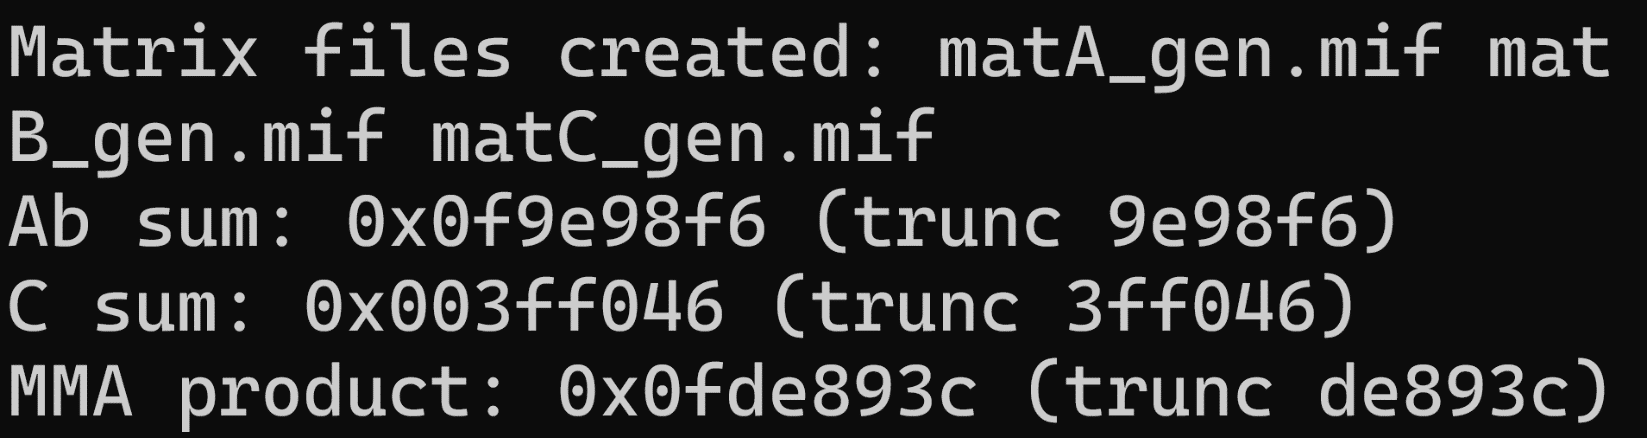 Matrix files created: matA_gen.mif mat
B_gen.mif matC_gen.mif
Ab sum: 0x0f9e98f6 (trunc 9e98f6)
C sum: 0x003ff046 (trunc 3ff046)
MMA product: 0x0fde893c (trunc de893c)